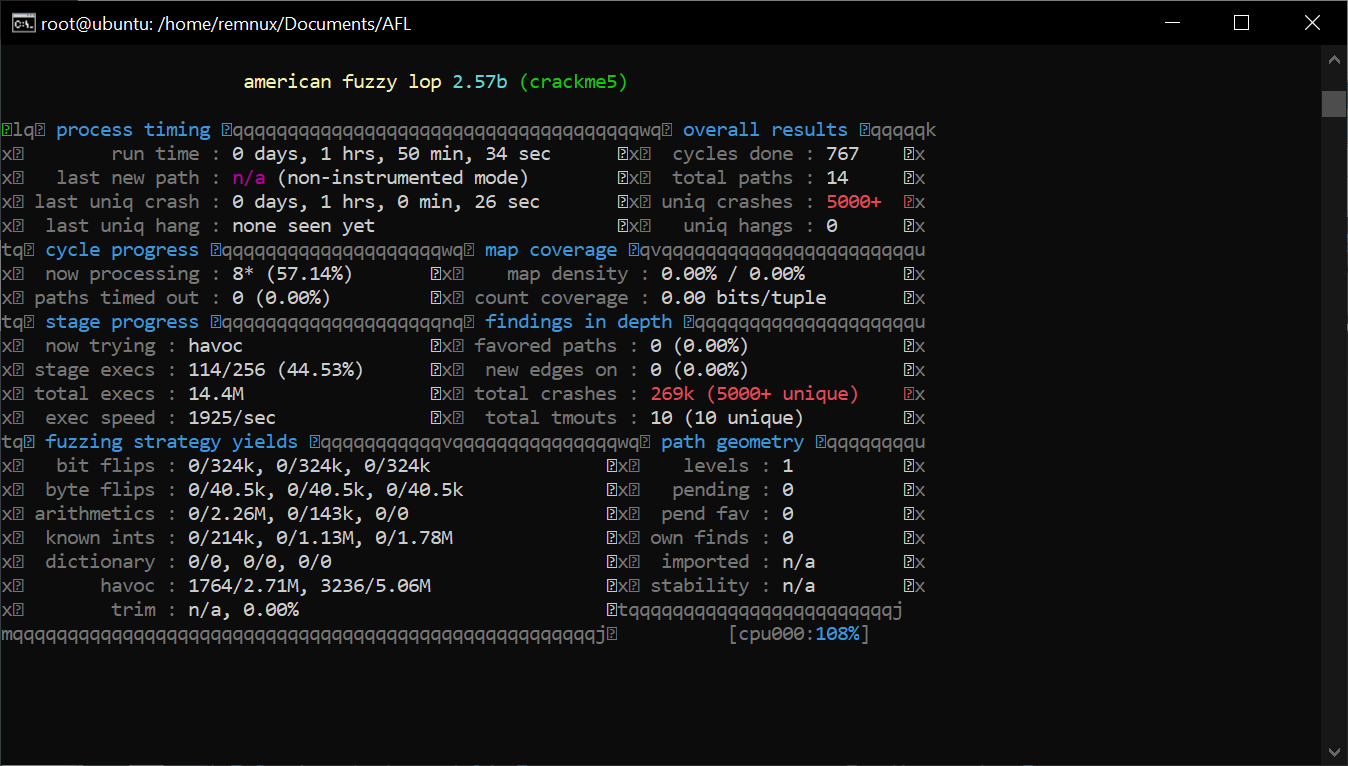 root@ubuntu: /home/remnux/Documents/AFL
american fuzzy lop 2.57b (crackme5)
lq process timing qqqqqqqqqqqqqqqqqqqqqqqqqqqqqqqqqqqqqwq overall results qqqqqk
x run time : 0 days, 1 hrs, 50 min, 34 sec x cycles done : 767 x
x last new path : n/a (non-instrumented mode) x total paths : 14 x
x last uniq crash : 0 days, 1 hrs, 0 min, 26 sec x uniq crashes : 5000+ x
x last uniq hang : none seen yet x uniq hangs : 0 x
tq cycle progress qqqqqqqqqqqqqqqqqqqqwq map coverage qvqqqqqqqqqqqqqqqqqqqqqqqu
x now processing : 8* (57.14%) x map density : 0.00% / 0.00% x
x paths timed out : 0 (0.00%) x count coverage : 0.00 bits/tuple x
tq stage progress qqqqqqqqqqqqqqqqqqqqnq findings in depth qqqqqqqqqqqqqqqqqqqqu
x now trying : havoc x favored paths : 0 (0.00%) x
x stage execs : 114/256 (44.53%) x new edges on : 0 (0.00%) x
x total execs : 14.4M x total crashes : 269k (5000+ unique) x
x exec speed : 1925/sec x total tmouts : 10 (10 unique) x
tq fuzzing strategy yields qqqqqqqqqqqvqqqqqqqqqqqqqqqwq path geometry qqqqqqqqu
x bit flips : 0/324k, 0/324k, 0/324k x levels : 1 x
x byte flips : 0/40.5k, 0/40.5k, 0/40.5k x pending : 0 x
x arithmetics : 0/2.26M, 0/143k, 0/0 x pend fav : 0 x
x known ints : 0/214k, 0/1.13M, 0/1.78M x own finds : 0 x
x dictionary : 0/0, 0/0, 0/0 x imported : n/a x
x havoc : 1764/2.71M, 3236/5.06M x stability : n/a x
x trim : n/a, 0.00% tqqqqqqqqqqqqqqqqqqqqqqqqj
mqqqqqqqqqqqqqqqqqqqqqqqqqqqqqqqqqqqqqqqqqqqqqqqqqqqqqj [cpu000:108%]